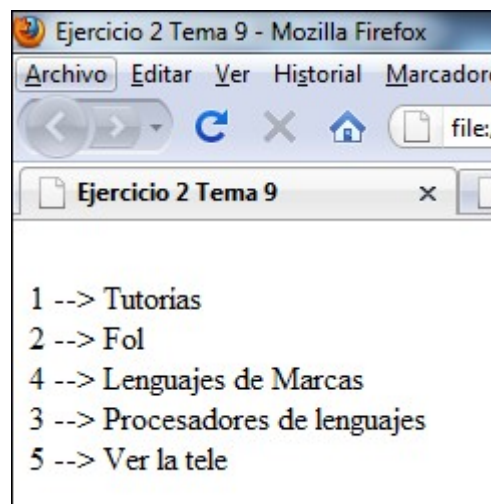 Ejercicio 2 Tema 9 - Mozilla Firefox
Archivo Editar Ver Historial Marcadore
file:
Ejercicio 2 Tema 9
1 --> Tutorias
2 --> Fol
4 --> Lenguajes de Marcas
3 --> Procesadores de lenguajes
5 --> Ver la tele